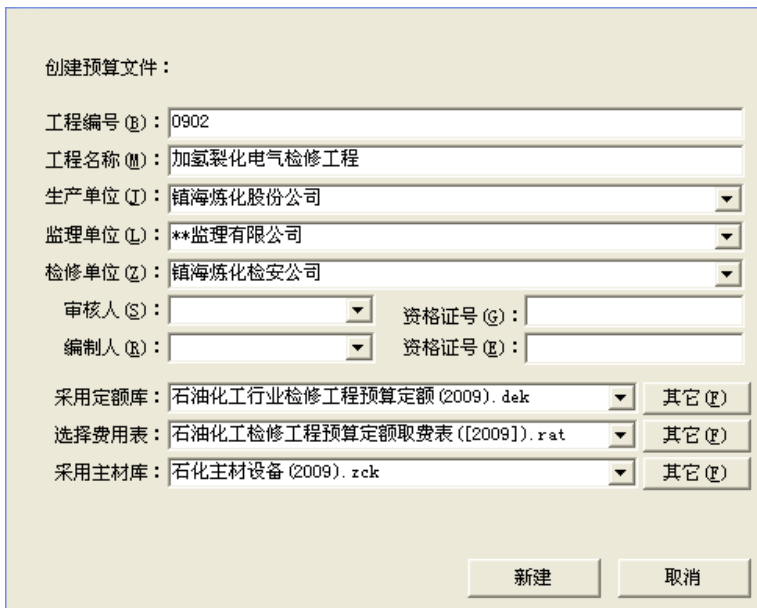 创建预算文件：
工程编号(B)：0902
工程名称(M)：加氢裂化电气检修工程
生产单位(J)：镇海炼化股份公司
监理单位(L)：**监理有限公司
检修单位(Z)：镇海炼化检安公司
审核人(S)： 资格证号(G)：
编制人(R)： 资格证号(E)：
采用定额库：石油化工行业检修工程预算定额(2009).dek 其它(F)
选择费用表：石油化工检修工程预算定额取费表([2009]).rat 其它(F)
采用主材库：石化主材设备(2009).zck 其它(F)
新建 取消